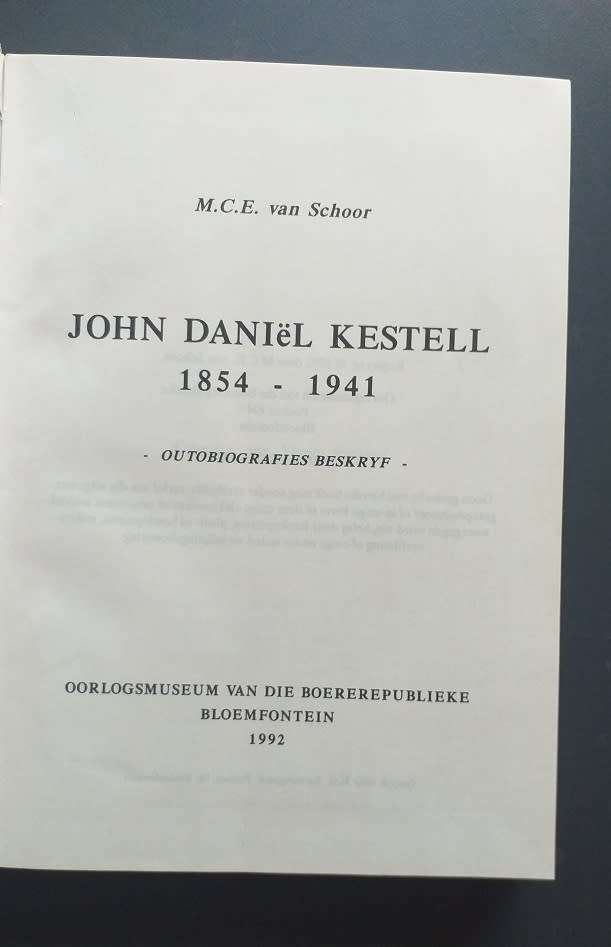 M.C.E. van Schoor
JOHN DANIëL KESTELL
1854 - 1941
- OUTOBIOGRAFIES BESKRYF -
OORLOGSMUSEUM VAN DIE BOEREREPUBLIEKE
BLOEMFONTEIN
1992